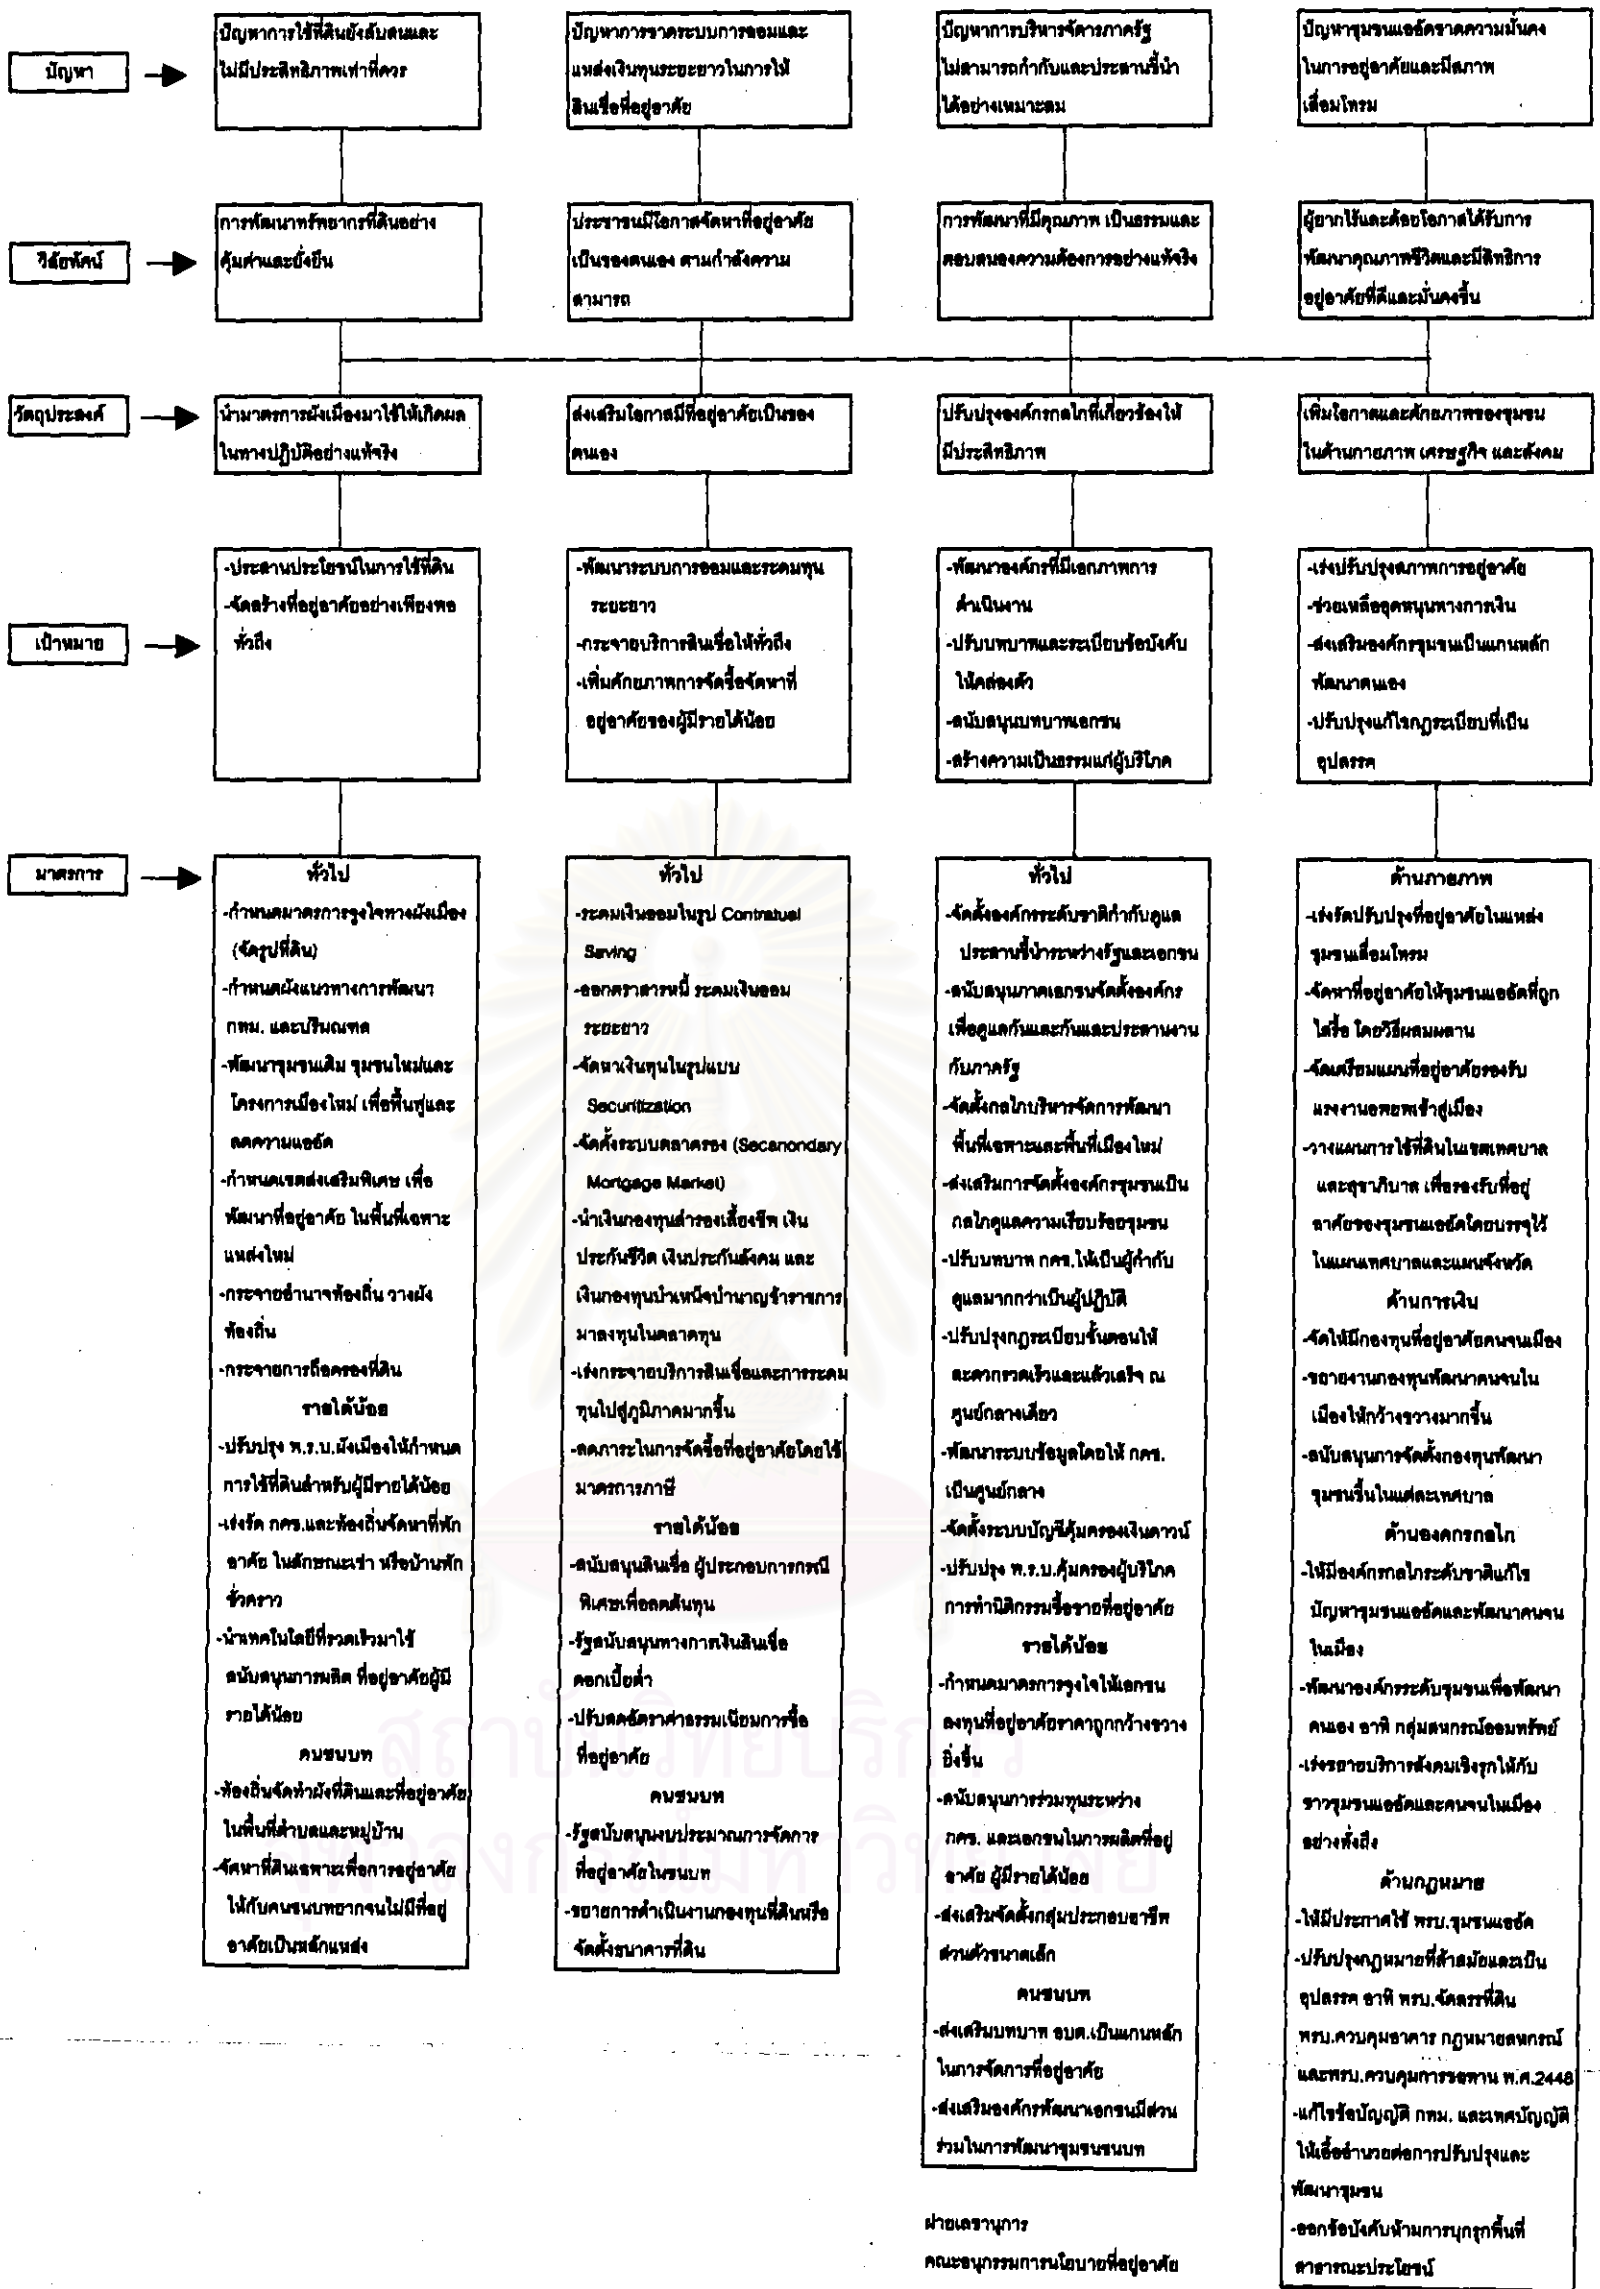 ปัญหา
ปัญหาการใช้ที่ดินยังสับสนและ
ไม่มีประสิทธิภาพเท่าที่ควร
ปัญหาการขาดระบบการออมและ
แหล่งเงินทุนระยะยาวในการให้
สินเชื่อที่อยู่อาศัย
ปัญหาการบริหารจัดการภาครัฐ
ไม่สามารถกำกับและประสานชี้นำ
ได้อย่างเหมาะสม
ปัญหาชุมชนแออัดขาดความมั่นคง
ในการอยู่อาศัยและมีสภาพ
เสื่อมโทรม
วิสัยทัศน์
การพัฒนาทรัพยากรที่ดินอย่าง
คุ้มค่าและยั่งยืน
ประชาชนมีโอกาสจัดหาที่อยู่อาศัย
เป็นของตนเอง ตามกำลังความ
สามารถ
การพัฒนาที่มีคุณภาพ เป็นธรรมและ
ตอบสนองความต้องการอย่างแท้จริง
ผู้ยากไร้และด้อยโอกาสได้รับการ
พัฒนาคุณภาพชีวิตและมีสิทธิการ
อยู่อาศัยที่ดีและมั่นคงขึ้น
วัตถุประสงค์
นำมาตรการผังเมืองมาใช้ให้เกิดผล
ในทางปฏิบัติอย่างแท้จริง
ส่งเสริมโอกาสมีที่อยู่อาศัยเป็นของ
ตนเอง
ปรับปรุงองค์กรกลไกที่เกี่ยวข้องให้
มีประสิทธิภาพ
เพิ่มโอกาสและศักยภาพของชุมชน
ในด้านกายภาพ เศรษฐกิจ และสังคม
เป้าหมาย
-ประสานประโยชน์ในการใช้ที่ดิน
-จัดสร้างที่อยู่อาศัยอย่างเพียงพอ
ทั่วถึง
-พัฒนาระบบการออมและระดมทุน
ระยะยาว
-กระจายบริการสินเชื่อให้ทั่วถึง
-เพิ่มศักยภาพการจัดซื้อจัดหาที่
อยู่อาศัยของผู้มีรายได้น้อย
-พัฒนาองค์กรที่มีเอกภาพการ
ดำเนินงาน
-ปรับบทบาทและระเบียบข้อบังคับ
ให้คล่องตัว
-สนับสนุนบทบาทเอกชน
-สร้างความเป็นธรรมแก่ผู้บริโภค
-เร่งปรับปรุงสภาพการอยู่อาศัย
-ช่วยเหลืออุดหนุนทางการเงิน
-ส่งเสริมองค์กรชุมชนเป็นแกนหลัก
พัฒนาตนเอง
-ปรับปรุงแก้ไขกฎระเบียบที่เป็น
อุปสรรค
มาตรการ
ทั่วไป
-กำหนดมาตรการจูงใจทางผังเมือง
(จัดรูปที่ดิน)
-กำหนดผังแนวทางการพัฒนา
กทม. และปริมณฑล
-พัฒนาชุมชนเดิม ชุมชนใหม่และ
โครงการเมืองใหม่ เพื่อฟื้นฟูและ
ลดความแออัด
-กำหนดเขตส่งเสริมพิเศษ เพื่อ
พัฒนาที่อยู่อาศัย ในพื้นที่เฉพาะ
แหล่งใหม่
-กระจายอำนาจท้องถิ่น วางผัง
ท้องถิ่น
-กระจายการถือครองที่ดิน
รายได้น้อย
-ปรับปรุง พ.ร.บ.ผังเมืองให้กำหนด
การใช้ที่ดินสำหรับผู้มีรายได้น้อย
-เร่งรัด กคช.และท้องถิ่นจัดหาที่พัก
อาศัย ในลักษณะเช่า หรือบ้านพัก
ชั่วคราว
-นำเทคโนโลยีที่รวดเร็วมาใช้
สนับสนุนการผลิต ที่อยู่อาศัยผู้มี
รายได้น้อย
คนชนบท
-ท้องถิ่นจัดทำผังที่ดินและที่อยู่อาศัย
ในพื้นที่ตำบลและหมู่บ้าน
-จัดหาที่ดินเฉพาะเพื่อการอยู่อาศัย
ให้กับคนชนบทยากจนไม่มีที่อยู่
อาศัยเป็นหลักแหล่ง
ทั่วไป
-ระดมเงินออมในรูป Contratual
Saving
-ออกตราสารหนี้ ระดมเงินออม
ระยะยาว
-จัดหาเงินทุนในรูปแบบ
Securitization
-จัดตั้งระบบตลาดรอง (Secanondary
Mortgage Market)
-นำเงินกองทุนสำรองเลี้ยงชีพ เงิน
ประกันชีวิต เงินประกันสังคม และ
เงินกองทุนบำเหน็จบำนาญข้าราชการ
มาลงทุนในตลาดทุน
-เร่งกระจายบริการสินเชื่อและการระดม
ทุนไปสู่ภูมิภาคมากขึ้น
-ลดภาระในการจัดซื้อที่อยู่อาศัยโดยใช้
มาตรการภาษี
รายได้น้อย
-สนับสนุนสินเชื่อ ผู้ประกอบการกรณี
พิเศษเพื่อลดต้นทุน
-รัฐสนับสนุนทางการเงินสินเชื่อ
ดอกเบี้ยต่ำ
-ปรับลดอัตราค่าธรรมเนียมการซื้อ
ที่อยู่อาศัย
คนชนบท
-รัฐสนับสนุนงบประมาณการจัดการ
ที่อยู่อาศัยในชนบท
-ขยายการดำเนินงานกองทุนที่ดินหรือ
จัดตั้งธนาคารที่ดิน
ทั่วไป
-จัดตั้งองค์กรระดับชาติกำกับดูแล
ประสานชี้นำระหว่างรัฐและเอกชน
-สนับสนุนภาคเอกชนจัดตั้งองค์กร
เพื่อดูแลกันและกันและประสานงาน
กับภาครัฐ
-จัดตั้งกลไกบริหารจัดการพัฒนา
พื้นที่เฉพาะและพื้นที่เมืองใหม่
-ส่งเสริมการจัดตั้งองค์กรชุมชนเป็น
กลไกดูแลความเรียบร้อยชุมชน
-ปรับบทบาท กคช.ให้เป็นผู้กำกับ
ดูแลมากกว่าเป็นผู้ปฏิบัติ
-ปรับปรุงกฎระเบียบขั้นตอนให้
สะดวกรวดเร็วและแล้วเสร็จ ณ
ศูนย์กลางเดียว
-พัฒนาระบบข้อมูลโดยให้ กคช.
เป็นศูนย์กลาง
-จัดตั้งระบบบัญชีคุ้มครองเงินดาวน์
-ปรับปรุง พ.ร.บ.คุ้มครองผู้บริโภค
การทำนิติกรรมซื้อขายที่อยู่อาศัย
รายได้น้อย
-กำหนดมาตรการจูงใจให้เอกชน
ลงทุนที่อยู่อาศัยราคาถูกกว้างขวาง
ยิ่งขึ้น
-สนับสนุนการร่วมทุนระหว่าง
กคช. และเอกชนในการผลิตที่อยู่
อาศัย ผู้มีรายได้น้อย
-ส่งเสริมจัดตั้งกลุ่มประกอบอาชีพ
ส่วนตัวขนาดเล็ก
คนชนบท
-ส่งเสริมบทบาท อบต.เป็นแกนหลัก
ในการจัดการที่อยู่อาศัย
-ส่งเสริมองค์กรพัฒนาเอกชนมีส่วน
ร่วมในการพัฒนาชุมชนชนบท
ด้านกายภาพ
-เร่งรัดปรับปรุงที่อยู่อาศัยในแหล่ง
ชุมชนเสื่อมโทรม
-จัดหาที่อยู่อาศัยให้ชุมชนแออัดที่ถูก
ไล่รื้อ โดยวิธีผสมผสาน
-จัดเตรียมแผนที่อยู่อาศัยรองรับ
แรงงานอพยพเข้าสู่เมือง
-วางแผนการใช้ที่ดินในเขตเทศบาล
และสุขาภิบาล เพื่อรองรับที่อยู่
อาศัยของชุมชนแออัดโดยบรรจุไว้
ในแผนเทศบาลและแผนจังหวัด
ด้านการเงิน
-จัดให้มีกองทุนที่อยู่อาศัยคนจนเมือง
-ขยายงานกองทุนพัฒนาคนจนใน
เมืองให้กว้างขวางมากขึ้น
-สนับสนุนการจัดตั้งกองทุนพัฒนา
ชุมชนขึ้นในแต่ละเทศบาล
ด้านองคกรกลไก
-ให้มีองค์กรกลไกระดับชาติแก้ไข
ปัญหาชุมชนแออัดและพัฒนาคนจน
ในเมือง
-พัฒนาองค์กรระดับชุมชนเพื่อพัฒนา
ตนเอง อาทิ กลุ่มสหกรณ์ออมทรัพย์
-เร่งขยายบริการสังคมเชิงรุกให้กับ
ชาวชุมชนแออัดและคนจนในเมือง
อย่างทั่งถึง
ด้านกฎหมาย
-ให้มีประกาศใช้ พรบ.ชุมชนแออัด
-ปรับปรุงกฎหมายที่ล้าสมัยและเป็น
อุปสรรค อาทิ พรบ.จัดสรรที่ดิน
พรบ.ควบคุมอาคาร กฎหมายสหกรณ์
และพรบ.ควบคุมการขอทาน พ.ศ.2448
-แก้ไขข้อบัญญัติ กทม. และเทศบัญญัติ
ให้เอื้ออำนวยต่อการปรับปรุงและ
พัฒนาชุมชน
-ออกข้อบังคับห้ามการบุกรุกพื้นที่
สาธารณะประโยชน์
ฝ่ายเลขานุการ
คณะอนุกรรมการนโยบายที่อยู่อาศัย
สถาบันวิทยบริการ
จุฬาลงกรณ์มหาวิทยาลัย